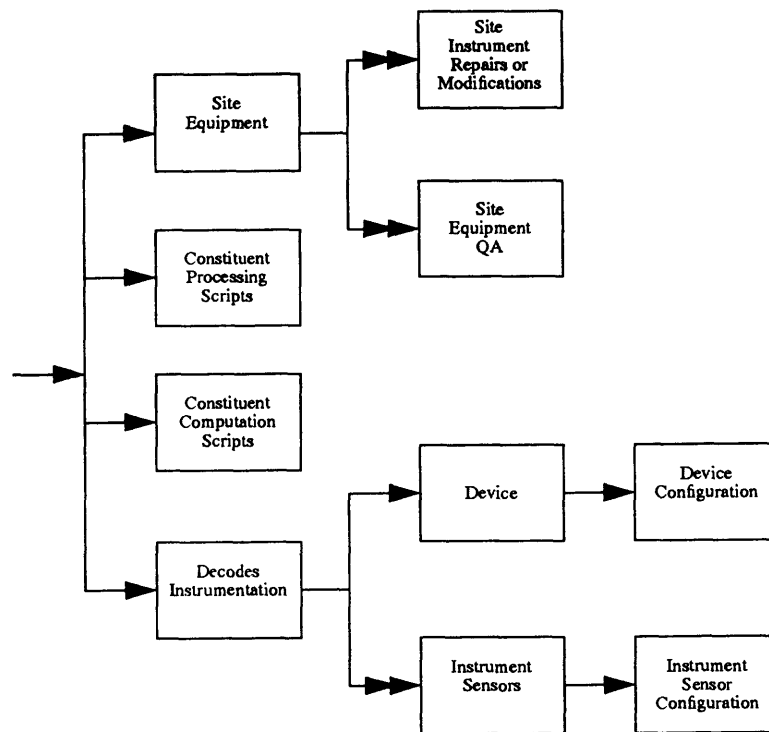 Site
Instrument
Repairs or
Modifications
Site
Equipment
Site
Equipment
QA
Constituent
Processing
Scripts
Constituent
Computation
Scripts
Device
Device
Configuration
Decodes
Instrumentation
Instrument
Sensors
Instrument
Sensor
Configuration